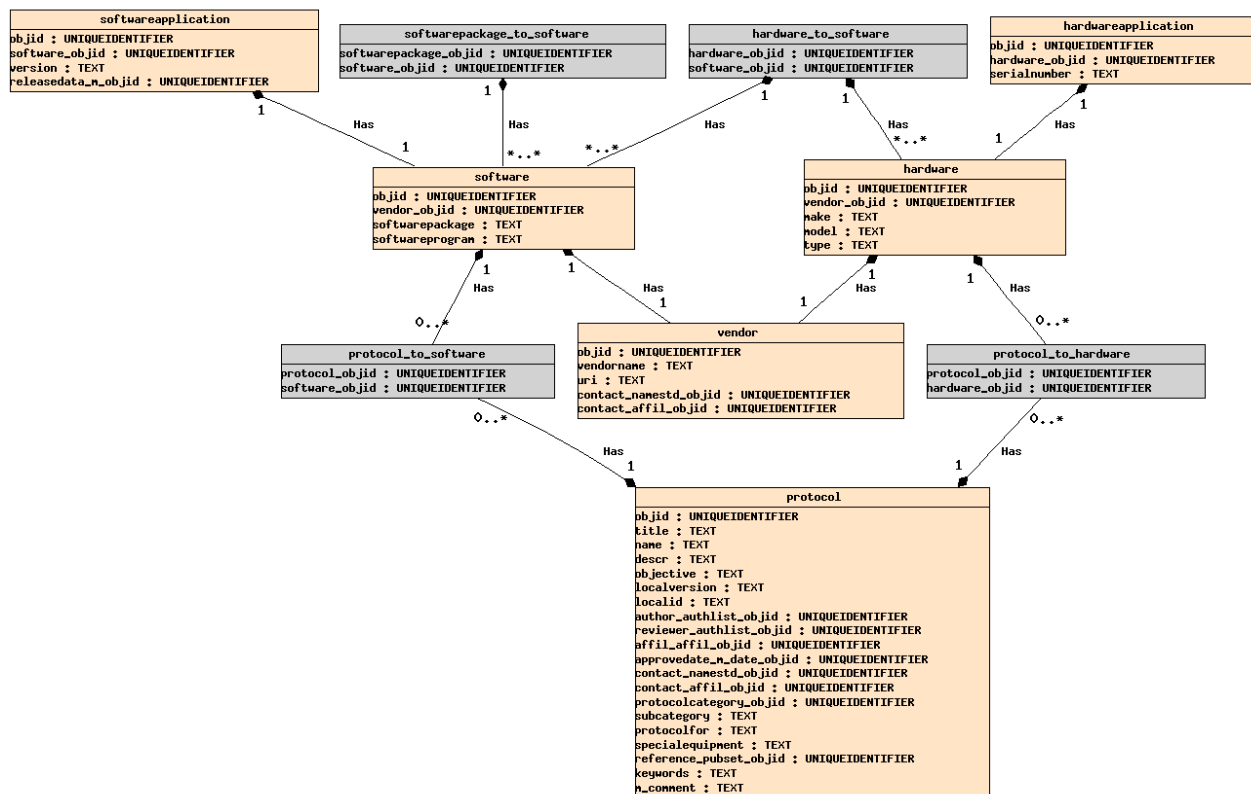 softwareapplication
objid : UNIQUEIDENTIFIER
software_objid : UNIQUEIDENTIFIER
version : TEXT
releasedata_m_objid : UNIQUEIDENTIFIER
softwarepackage_to_software
softwarepackage_objid : UNIQUEIDENTIFIER
software_objid : UNIQUEIDENTIFIER
hardware_to_software
hardware_objid : UNIQUEIDENTIFIER
software_objid : UNIQUEIDENTIFIER
hardwareapplication
objid : UNIQUEIDENTIFIER
hardware_objid : UNIQUEIDENTIFIER
serialnumber : TEXT
1
1
1
1
1
Has
Has
Has
Has
Has
1
*..*
*..*
*..*
1
software
objid : UNIQUEIDENTIFIER
vendor_objid : UNIQUEIDENTIFIER
softwarepackage : TEXT
softwareprogram : TEXT
hardware
objid : UNIQUEIDENTIFIER
vendor_objid : UNIQUEIDENTIFIER
make : TEXT
model : TEXT
type : TEXT
1
1
1
1
Has
Has
Has
Has
0..*
1
1
0..*
protocol_to_software
protocol_objid : UNIQUEIDENTIFIER
software_objid : UNIQUEIDENTIFIER
vendor
objid : UNIQUEIDENTIFIER
vendorname : TEXT
uri : TEXT
contact_namestd_objid : UNIQUEIDENTIFIER
contact_affil_objid : UNIQUEIDENTIFIER
protocol_to_hardware
protocol_objid : UNIQUEIDENTIFIER
hardware_objid : UNIQUEIDENTIFIER
0..*
0..*
Has
Has
1
1
protocol
objid : UNIQUEIDENTIFIER
title : TEXT
name : TEXT
descr : TEXT
objective : TEXT
localversion : TEXT
localid : TEXT
author_authlist_objid : UNIQUEIDENTIFIER
reviewer_authlist_objid : UNIQUEIDENTIFIER
affil_affil_objid : UNIQUEIDENTIFIER
approvedate_m_date_objid : UNIQUEIDENTIFIER
contact_namestd_objid : UNIQUEIDENTIFIER
contact_affil_objid : UNIQUEIDENTIFIER
protocolcategory_objid : UNIQUEIDENTIFIER
subcategory : TEXT
protocolfor : TEXT
specialequipment : TEXT
reference_pubset_objid : UNIQUEIDENTIFIER
keywords : TEXT
m_comment : TEXT